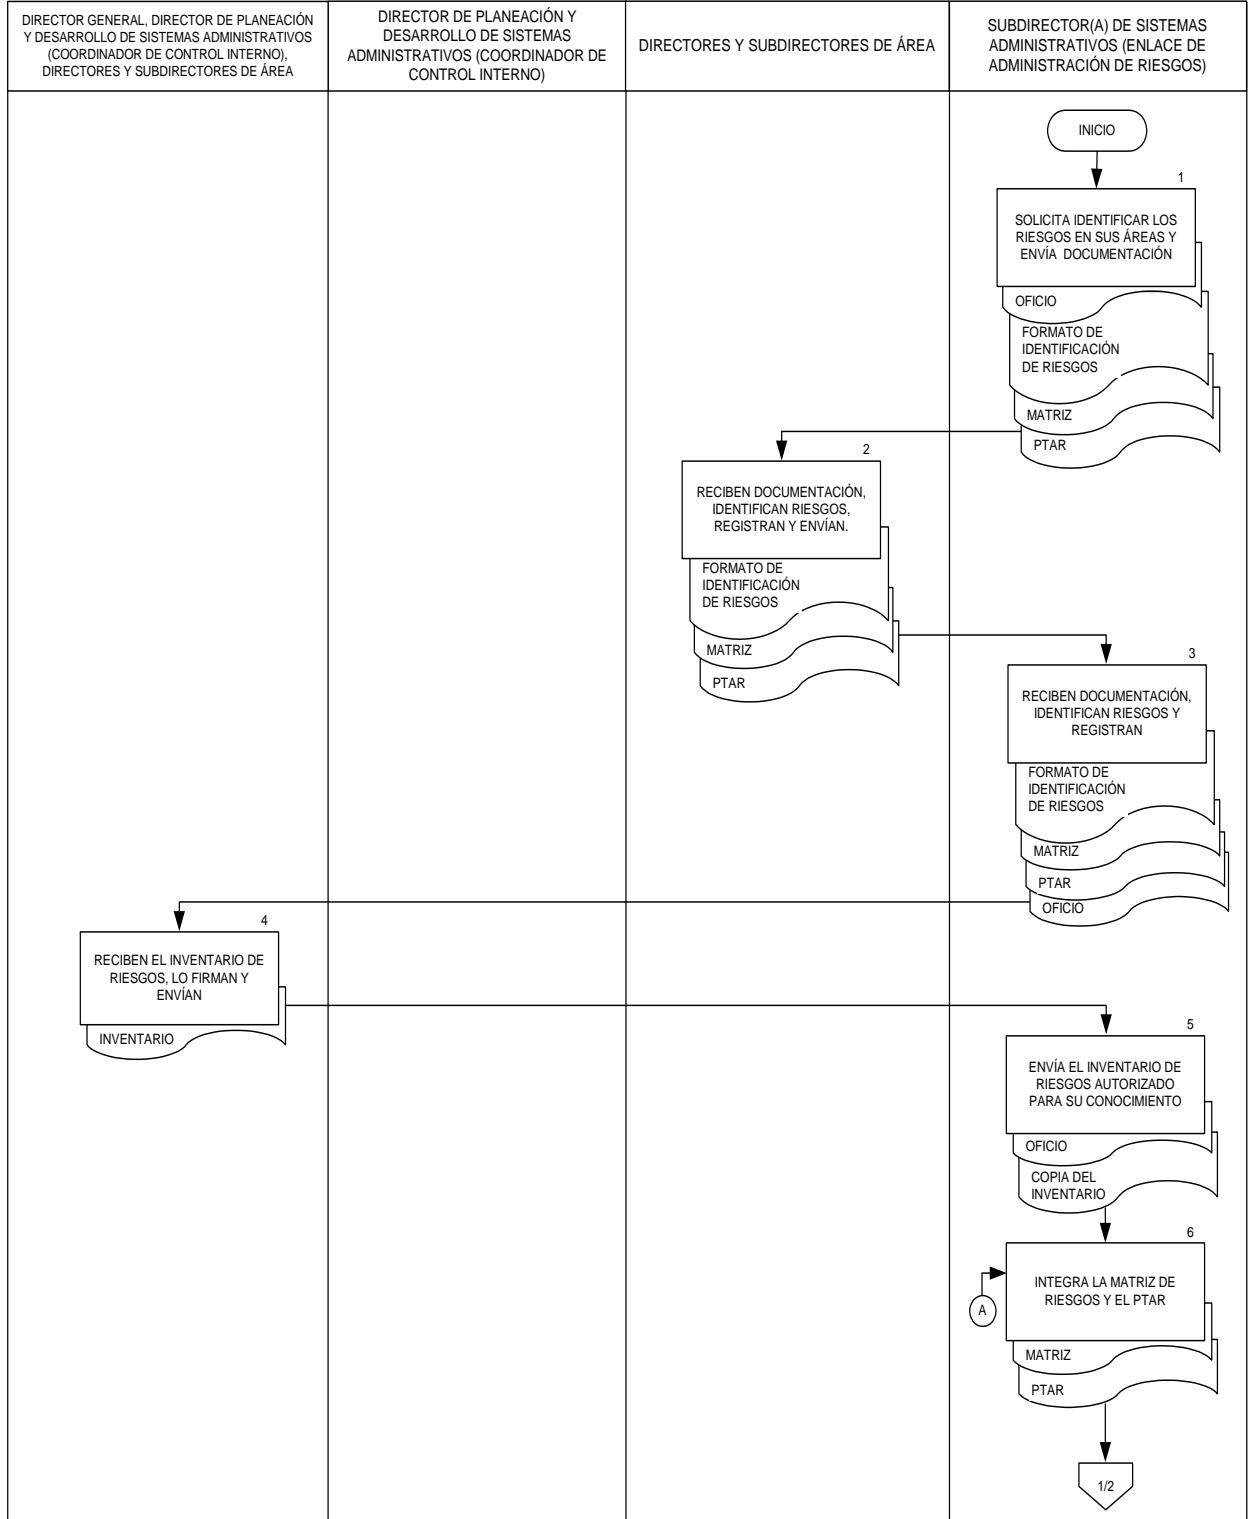 DIRECTOR GENERAL, DIRECTOR DE PLANEACIÓN
Y DESARROLLO DE SISTEMAS ADMINISTRATIVOS
(COORDINADOR DE CONTROL INTERNO),
DIRECTORES Y SUBDIRECTORES DE ÁREA
DIRECTOR DE PLANEACIÓN Y
DESARROLLO DE SISTEMAS
ADMINISTRATIVOS (COORDINADOR DE
CONTROL INTERNO)
DIRECTORES Y SUBDIRECTORES DE ÁREA
SUBDIRECTOR(A) DE SISTEMAS
ADMINISTRATIVOS (ENLACE DE
ADMINISTRACIÓN DE RIESGOS)
INICIO
1
SOLICITA IDENTIFICAR LOS
RIESGOS EN SUS ÁREAS Y
ENVÍA DOCUMENTACIÓN
OFICIO
FORMATO DE
IDENTIFICACIÓN
DE RIESGOS
MATRIZ
PTAR
2
RECIBEN DOCUMENTACIÓN,
IDENTIFICAN RIESGOS,
REGISTRAN Y ENVÍAN.
FORMATO DE
IDENTIFICACIÓN
DE RIESGOS
MATRIZ
PTAR
3
RECIBEN DOCUMENTACIÓN,
IDENTIFICAN RIESGOS Y
REGISTRAN
FORMATO DE
IDENTIFICACIÓN
DE RIESGOS
MATRIZ
PTAR
OFICIO
4
RECIBEN EL INVENTARIO DE
RIESGOS, LO FIRMAN Y
ENVÍAN
INVENTARIO
5
ENVÍA EL INVENTARIO DE
RIESGOS AUTORIZADO
PARA SU CONOCIMIENTO
OFICIO
COPIA DEL
INVENTARIO
6
INTEGRA LA MATRIZ DE
RIESGOS Y EL PTAR
A
MATRIZ
PTAR
1/2